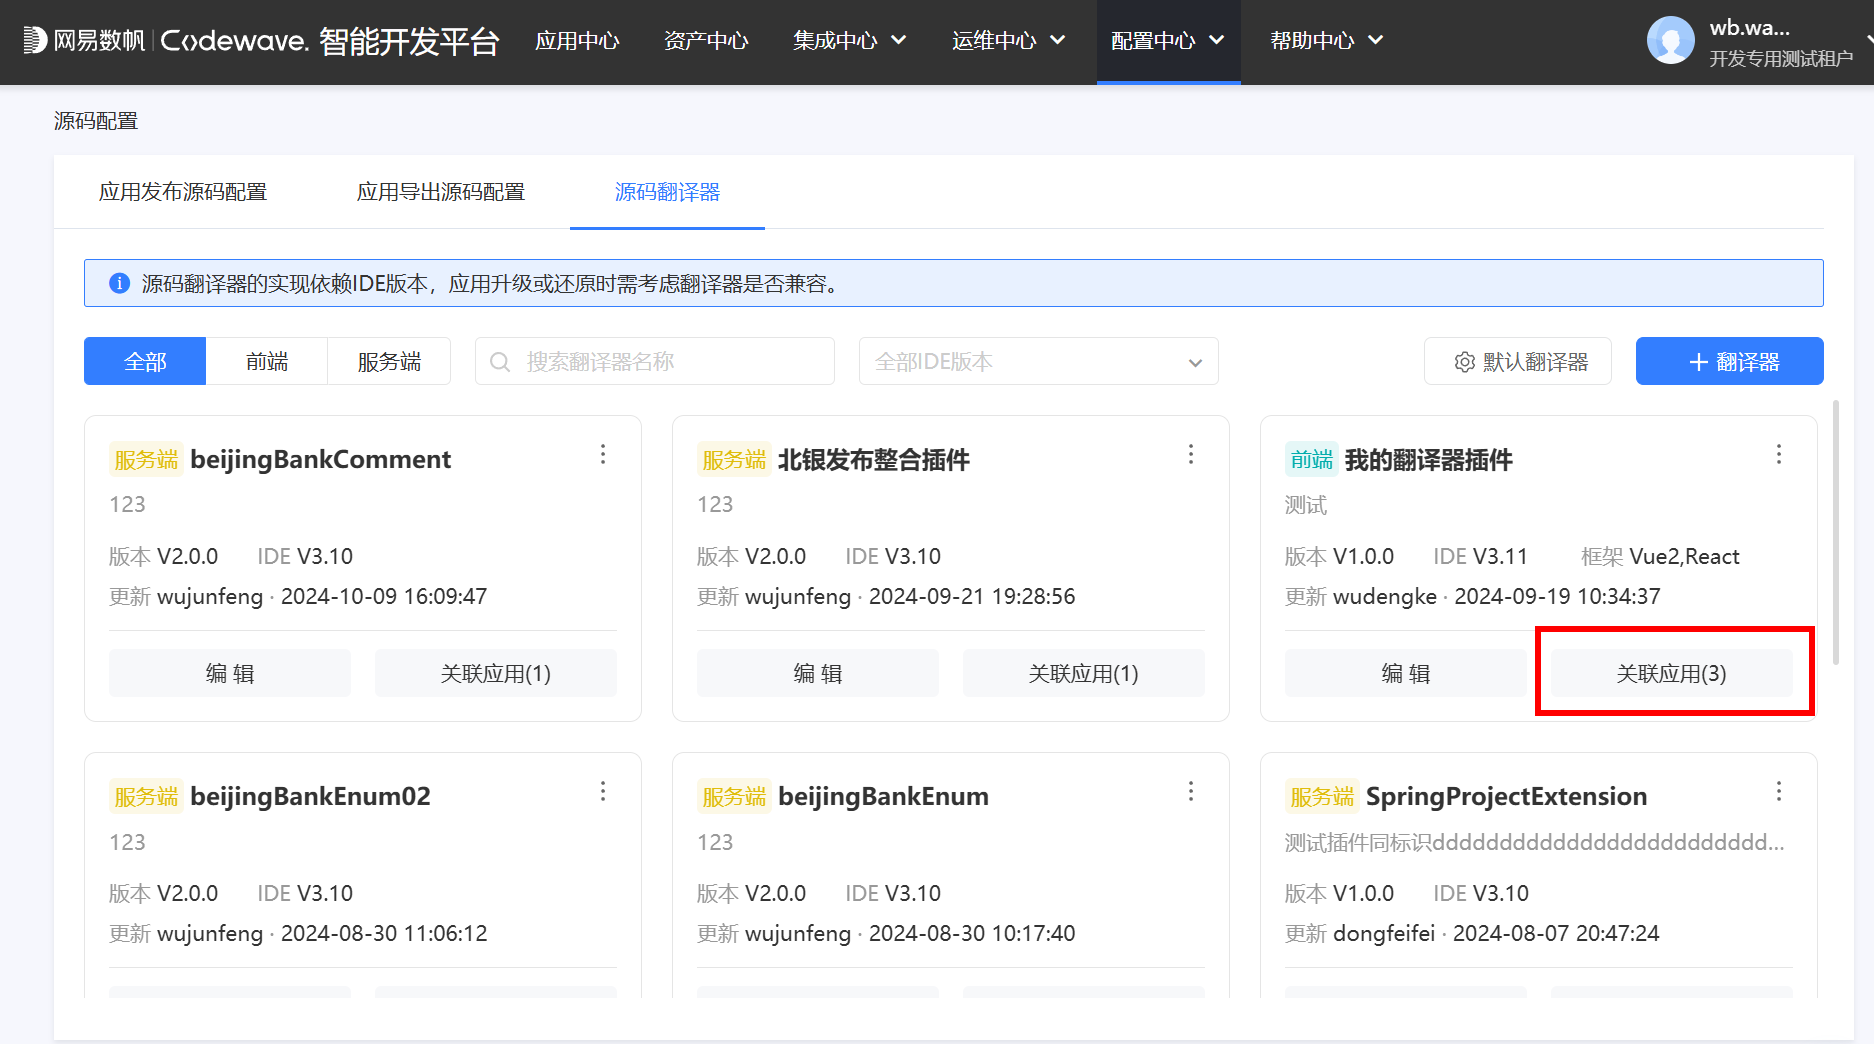 网易数帆 Codewave. 智能开发平台 应用中心 资产中心 集成中心 运维中心 配置中心 帮助中心 wb.wa...
开发专用测试租户
源码配置
应用发布源码配置 应用导出源码配置 源码翻译器
源码翻译器的实现依赖IDE版本，应用升级或还原时需考虑翻译器是否兼容。
全部 前端 服务端 搜索翻译器名称 全部IDE版本 默认翻译器 翻译器
服务端 beijingBankComment
123
版本 V2.0.0 IDE V3.10
更新 wujunfeng · 2024-10-09 16:09:47
编 辑 关联应用(1)
服务端 北银发布整合插件
123
版本 V2.0.0 IDE V3.10
更新 wujunfeng · 2024-09-21 19:28:56
编 辑 关联应用(1)
前端 我的翻译器插件
测试
版本 V1.0.0 IDE V3.11 框架 Vue2,React
更新 wudengke · 2024-09-19 10:34:37
编 辑 关联应用(3)
服务端 beijingBankEnum02
123
版本 V2.0.0 IDE V3.10
更新 wujunfeng · 2024-08-30 11:06:12
服务端 beijingBankEnum
123
版本 V2.0.0 IDE V3.10
更新 wujunfeng · 2024-08-30 10:17:40
服务端 SpringProjectExtension
测试插件同标识ddddddddddddddddddddddddd...
版本 V1.0.0 IDE V3.10
更新 dongfeifei · 2024-08-07 20:47:24